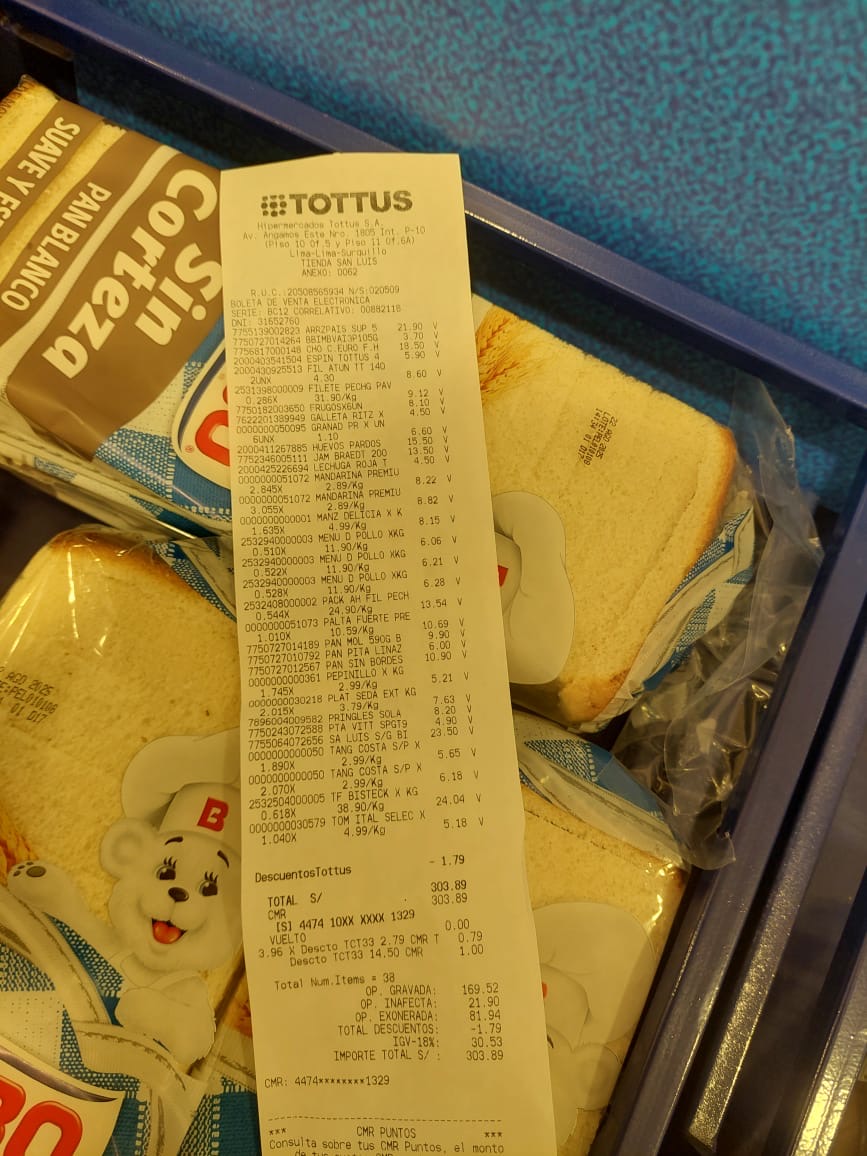 SUAVE Y ES
PAN BLANCO
Sin
Corteza
TOTTUS
Hipermercados Tottus S.A.
Av. Angamos Este Nro. 1805 Int. P-10
(Piso 10 Of.5 y Piso 11 Of.6A)
Lima-Lima-Surquillo
TIENDA SAN LUIS
ANEXO: 0062
R.U.C.:20508565934 N/S:020509
BOLETA DE VENTA ELECTRONICA
SERIE: BC12 CORRELATIVO: 00882118
DNI: 31652760
7755139002823 ARRZPAIS SUP 5 21.90 V
7750727014264 BBIMBVAI3P105G 3.70 V
7756817000148 CHO C.EURO F.H 18.50 V
2000403541504 ESPIN TOTTUS 4 5.90 V
2000430925513 FIL ATUN TT 140
2UNX 4.30 8.60 V
2531398000009 FILETE PECHG PAV
0.286X 31.90/Kg 9.12 V
7750182003650 FRUGOSX6UN 8.10 V
7622201389949 GALLETA RITZ X 4.50 V
0000000050095 GRANAD PR X UN
6UNX 1.10 6.60 V
2000411267885 HUEVOS PARDOS 15.50 V
7752346005111 JAM BRAEDT 200 13.50 V
2000425226694 LECHUGA ROJA T 4.50 V
0000000051072 MANDARINA PREMIU
2.845X 2.89/Kg 8.22 V
0000000051072 MANDARINA PREMIU
3.055X 2.89/Kg 8.82 V
0000000000001 MANZ DELICIA X K
1.635X 4.99/Kg 8.15 V
2532940000003 MENU D POLLO XKG
0.510X 11.90/Kg 6.06 V
2532940000003 MENU D POLLO XKG
0.522X 11.90/Kg 6.21 V
2532940000003 MENU D POLLO XKG
0.528X 11.90/Kg 6.28 V
2532408000002 PACK AH FIL PECH
0.544X 24.90/Kg 13.54 V
0000000051073 PALTA FUERTE PRE
1.010X 10.59/Kg 10.69 V
7750727014189 PAN MOL 590G B 9.90 V
7750727010792 PAN PITA LINAZ 6.00 V
7750727012567 PAN SIN BORDES 10.90 V
0000000000361 PEPINILLO X KG
1.745X 2.99/Kg 5.21 V
0000000030218 PLAT SEDA EXT KG
2.015X 3.79/Kg 7.63 V
7896004009582 PRINGLES SOLA 8.20 V
7750243072588 PTA VITT SPGT9 4.90 V
7755064072656 SA LUIS S/G BI 23.50 V
0000000000050 TANG COSTA S/P X
1.890X 2.99/Kg 5.65 V
0000000000050 TANG COSTA S/P X
2.070X 2.99/Kg 6.18 V
2532504000005 TF BISTECK X KG
0.618X 38.90/Kg 24.04 V
0000000030579 TOM ITAL SELEC X
1.040X 4.99/Kg 5.18 V
DescuentosTottus - 1.79
TOTAL S/ 303.89
CMR 303.89
[S] 4474 10XX XXXX 1329
VUELTO 0.00
3.96 X Descto TCT33 2.79 CMR T 0.79
Descto TCT33 14.50 CMR 1.00
Total Num.Items = 38
OP. GRAVADA: 169.52
OP. INAFECTA: 21.90
OP. EXONERADA: 81.94
TOTAL DESCUENTOS: -1.79
IGV-18%: 30.53
IMPORTE TOTAL S/ : 303.89
CMR: 4474********1329
*** CMR PUNTOS ***
Consulta sobre tus CMR Puntos, el monto
22 AGO 2025
01 D17
AGO 2025
01 D17
B
BO